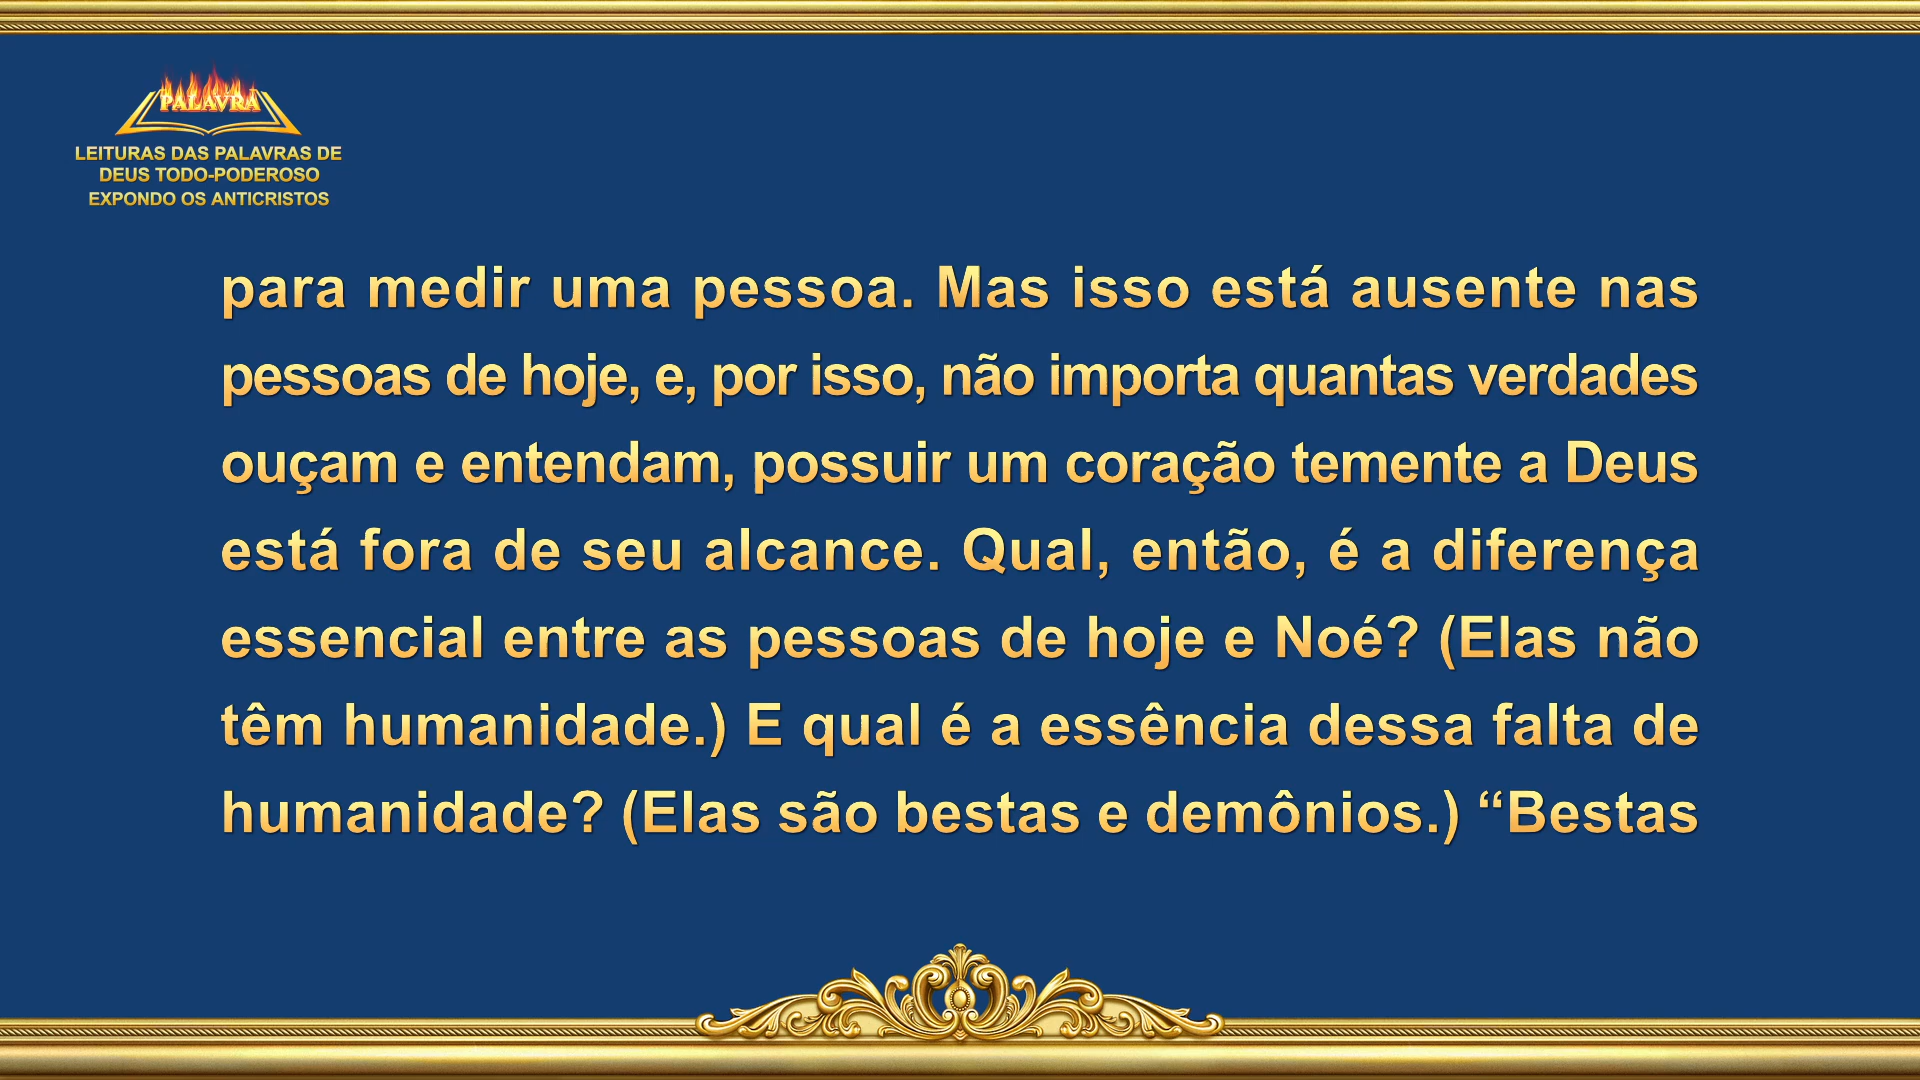 PALAVRA
LEITURAS DAS PALAVRAS DE
DEUS TODO-PODEROSO
EXPONDO OS ANTICRISTOS
para medir uma pessoa. Mas isso está ausente nas
pessoas de hoje, e, por isso, não importa quantas verdades
ouçam e entendam, possuir um coração temente a Deus
está fora de seu alcance. Qual, então, é a diferença
essencial entre as pessoas de hoje e Noé? (Elas não
têm humanidade.) E qual é a essência dessa falta de
humanidade? (Elas são bestas e demônios.) “Bestas